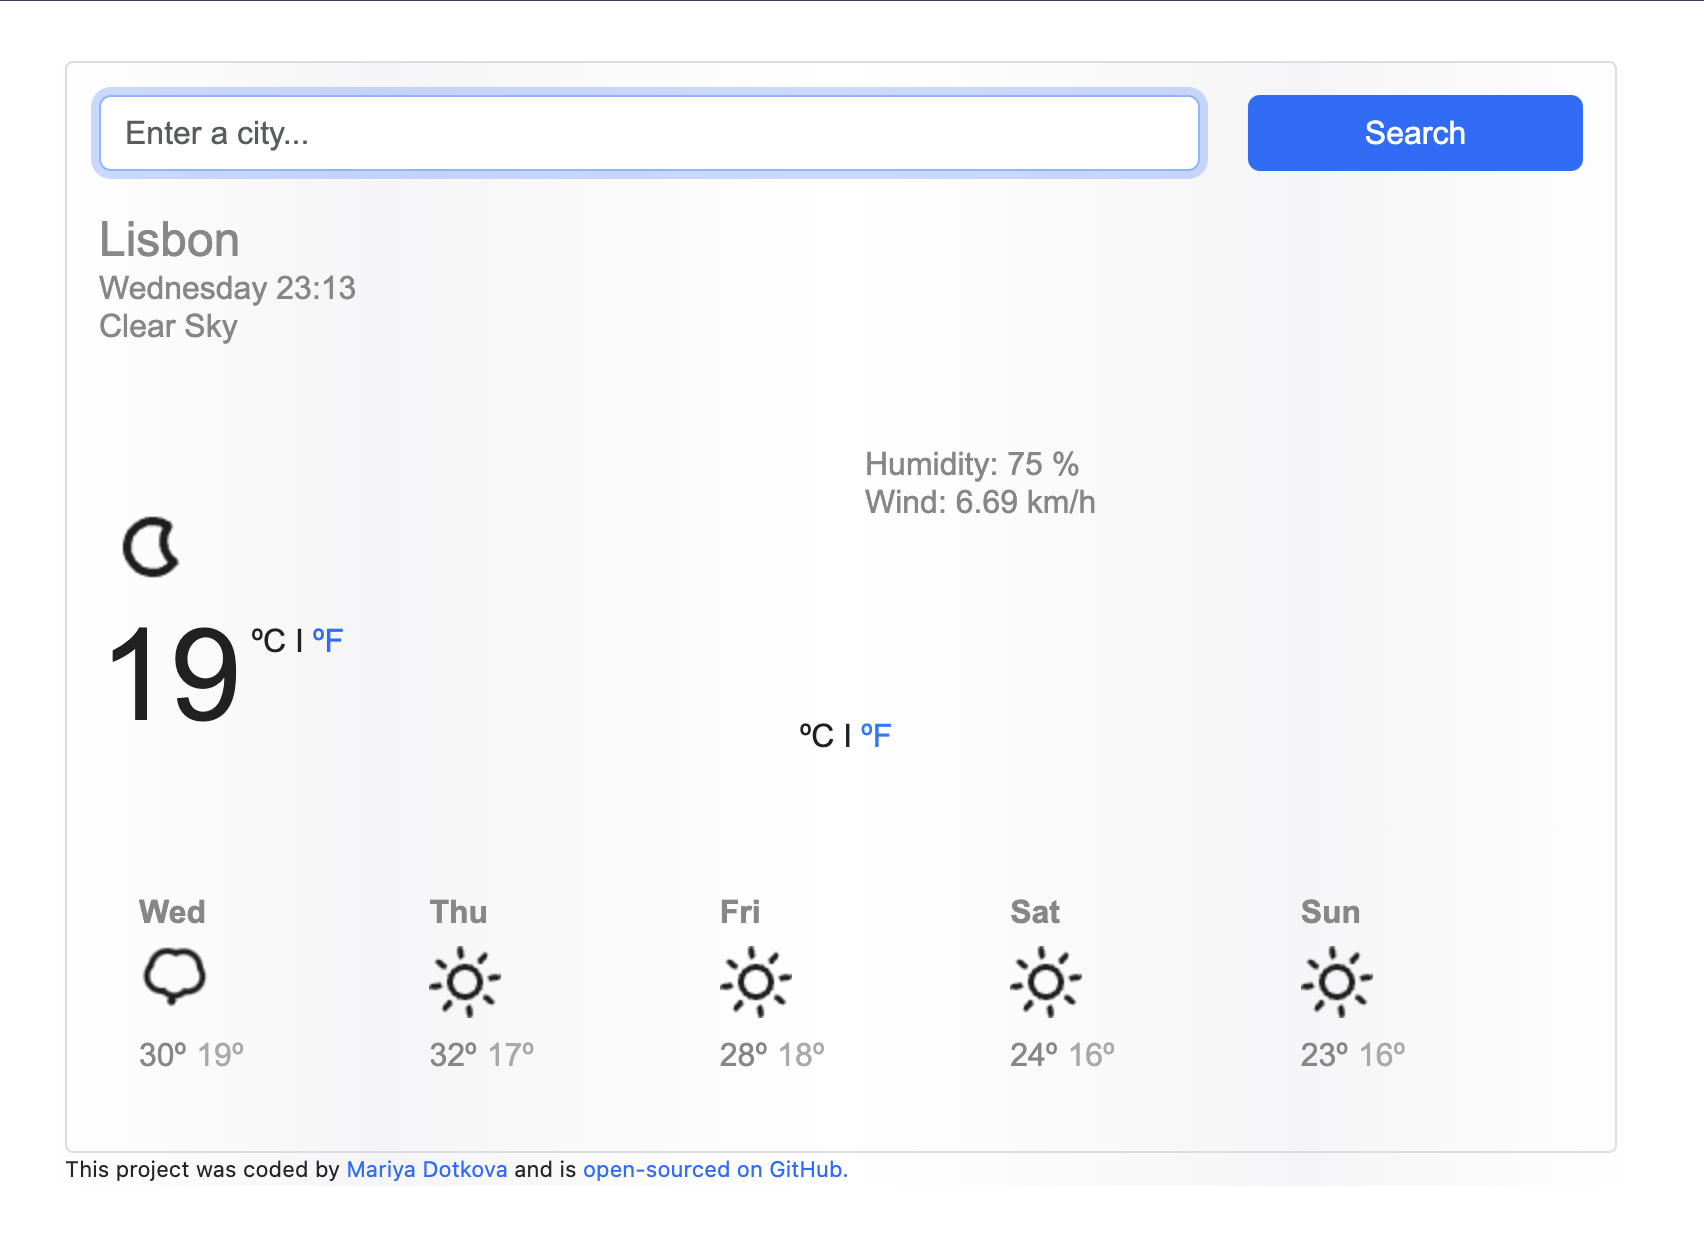 Enter a city...
Search
Lisbon
Wednesday 23:13
Clear Sky
Humidity: 75 %
Wind: 6.69 km/h
19 ºC | ºF
ºC | ºF
Wed Thu Fri Sat Sun
30º 19º 32º 17º 28º 18º 24º 16º 23º 16º
This project was coded by Mariya Dotkova and is open-sourced on GitHub.